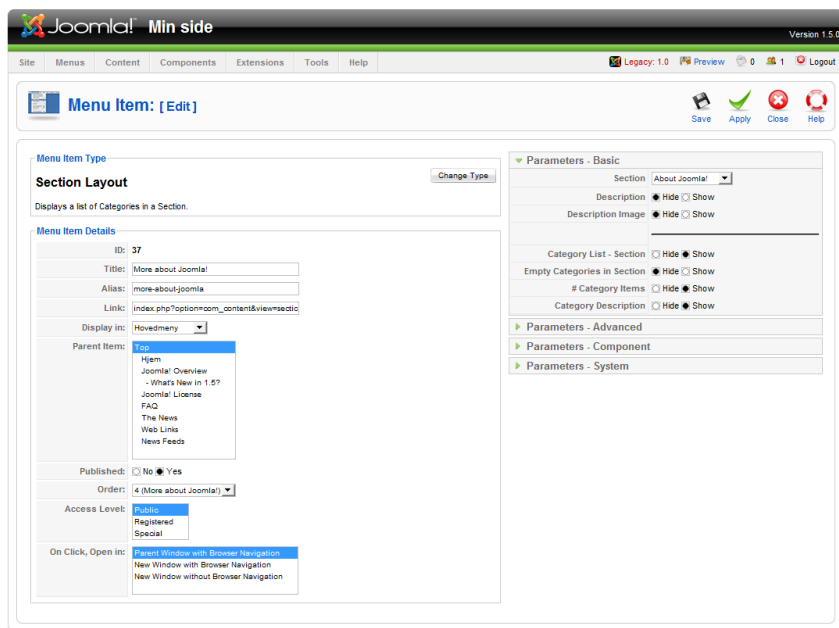 Joomla! Min side
Version 1.5.0
Site Menus Content Components Extensions Tools Help Legacy: 1.0 Preview 0 1 Logout
Menu Item: [ Edit ]
Save Apply Close Help
Menu Item Type
Section Layout
Change Type
Displays a list of Categories in a Section.
Menu Item Details
ID: 37
Title: More about Joomla!
Alias: more-about-joomla
Link: index.php?option=com_content&view=sectio
Display in: Hovedmeny
Parent Item: Top
Hjem
Joomla! Overview
- What's New in 1.5?
Joomla! License
FAQ
The News
Web Links
News Feeds
Published: No Yes
Order: 4 (More about Joomla!)
Access Level: Public
Registered
Special
On Click, Open in: Parent Window with Browser Navigation
New Window with Browser Navigation
New Window without Browser Navigation
Parameters - Basic
Section About Joomla!
Description Hide Show
Description Image Hide Show
Category List - Section Hide Show
Empty Categories in Section Hide Show
# Category Items Hide Show
Category Description Hide Show
Parameters - Advanced
Parameters - Component
Parameters - System